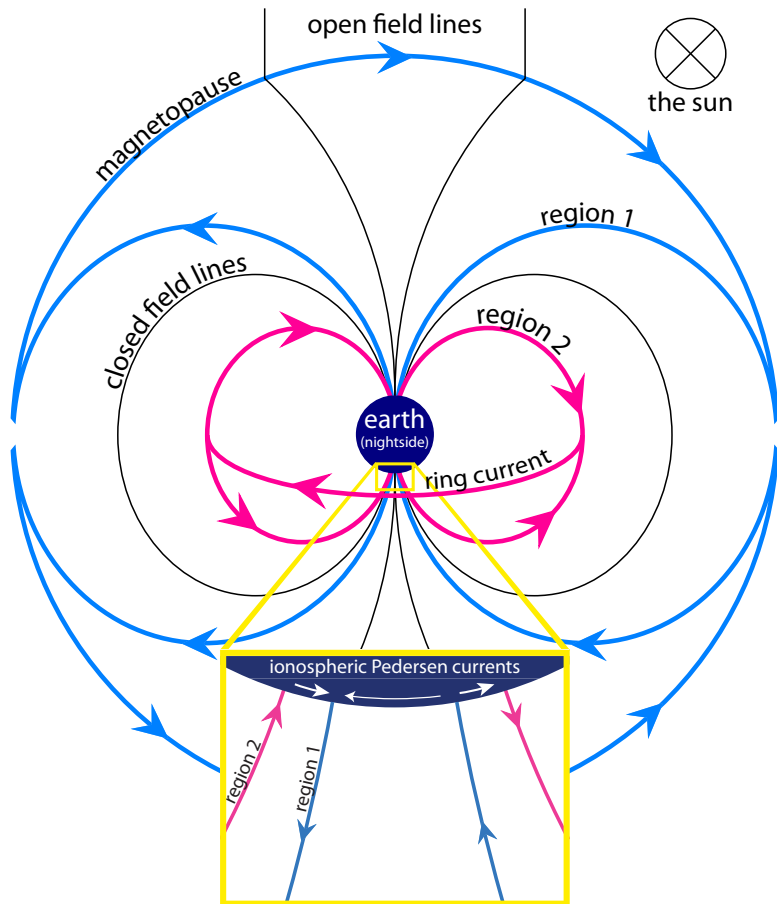 open field lines
the sun
magnetopause
region 1
closed field lines
region 2
earth
(nightside)
ring current
ionospheric Pedersen currents
region 2
region 1